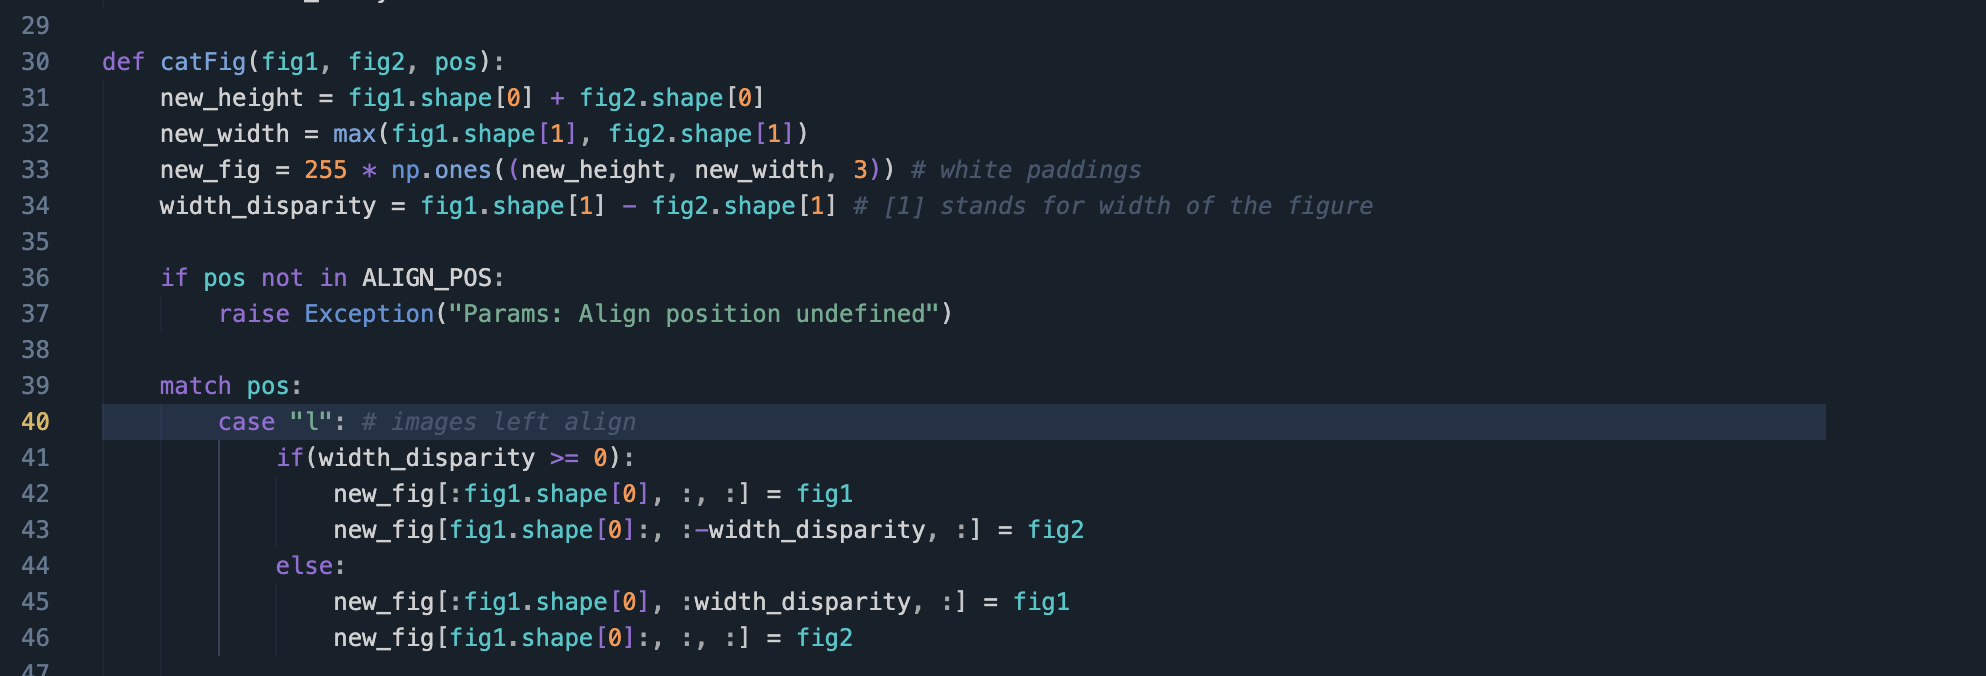 29
30 def catFig(fig1, fig2, pos):
31     new_height = fig1.shape[0] + fig2.shape[0]
32     new_width = max(fig1.shape[1], fig2.shape[1])
33     new_fig = 255 * np.ones((new_height, new_width, 3)) # white paddings
34     width_disparity = fig1.shape[1] - fig2.shape[1] # [1] stands for width of the figure
35
36     if pos not in ALIGN_POS:
37         raise Exception("Params: Align position undefined")
38
39     match pos:
40         case "l": # images left align
41             if(width_disparity >= 0):
42                 new_fig[:fig1.shape[0], :, :] = fig1
43                 new_fig[fig1.shape[0]:, :-width_disparity, :] = fig2
44             else:
45                 new_fig[:fig1.shape[0], :width_disparity, :] = fig1
46                 new_fig[fig1.shape[0]:, :, :] = fig2
47